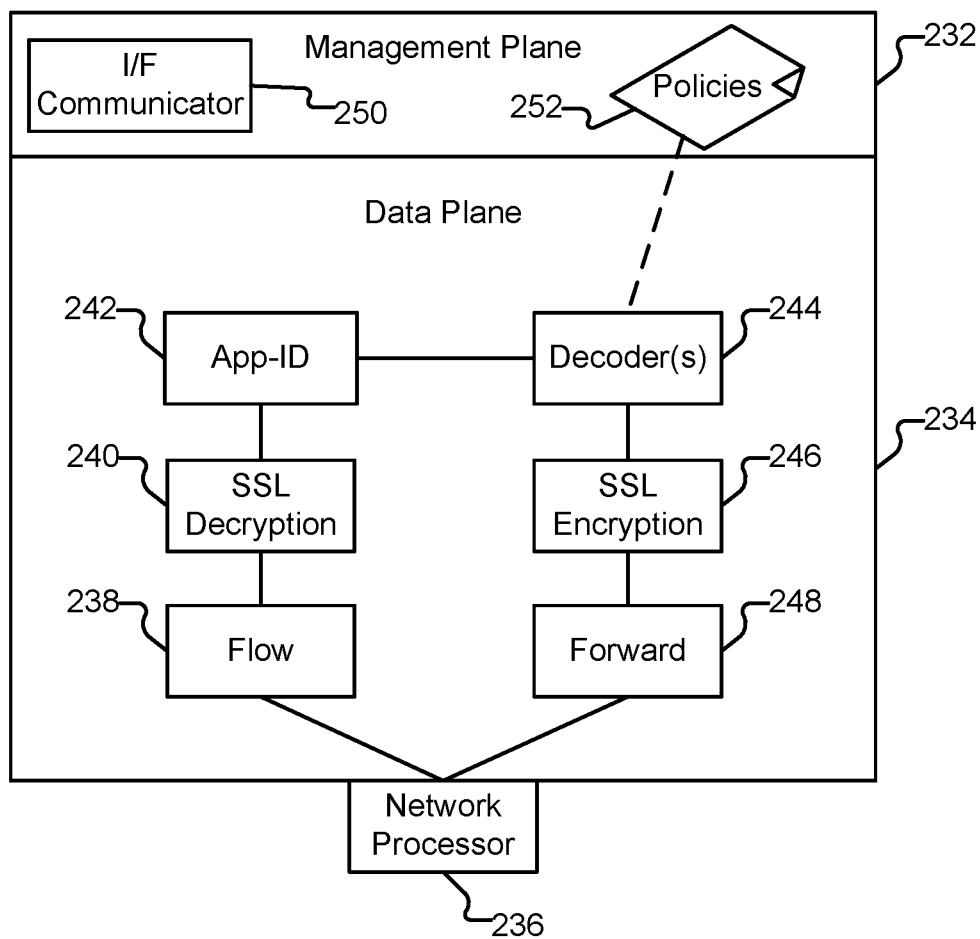 Management Plane
232
I/F
Communicator
250
252
Policies
Data Plane
242
App-ID
Decoder(s)
244
234
240
SSL
Decryption
SSL
Encryption
246
238
Flow
Forward
248
Network
Processor
236